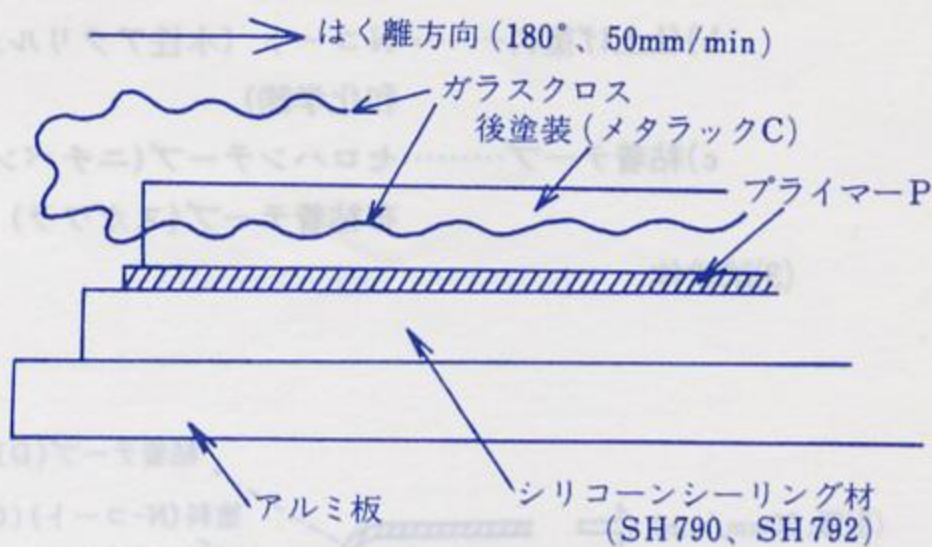 はく離方向(180°、50mm/min)
ガラスクロス
後塗装(メタラックC)
プライマーP
アルミ板
シリコーンシーリング材
(SH790、SH792)